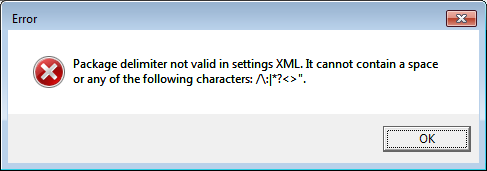 Error
Package delimiter not valid in settings XML. It cannot contain a space
or any of the following characters: /\:|*?<>".
OK